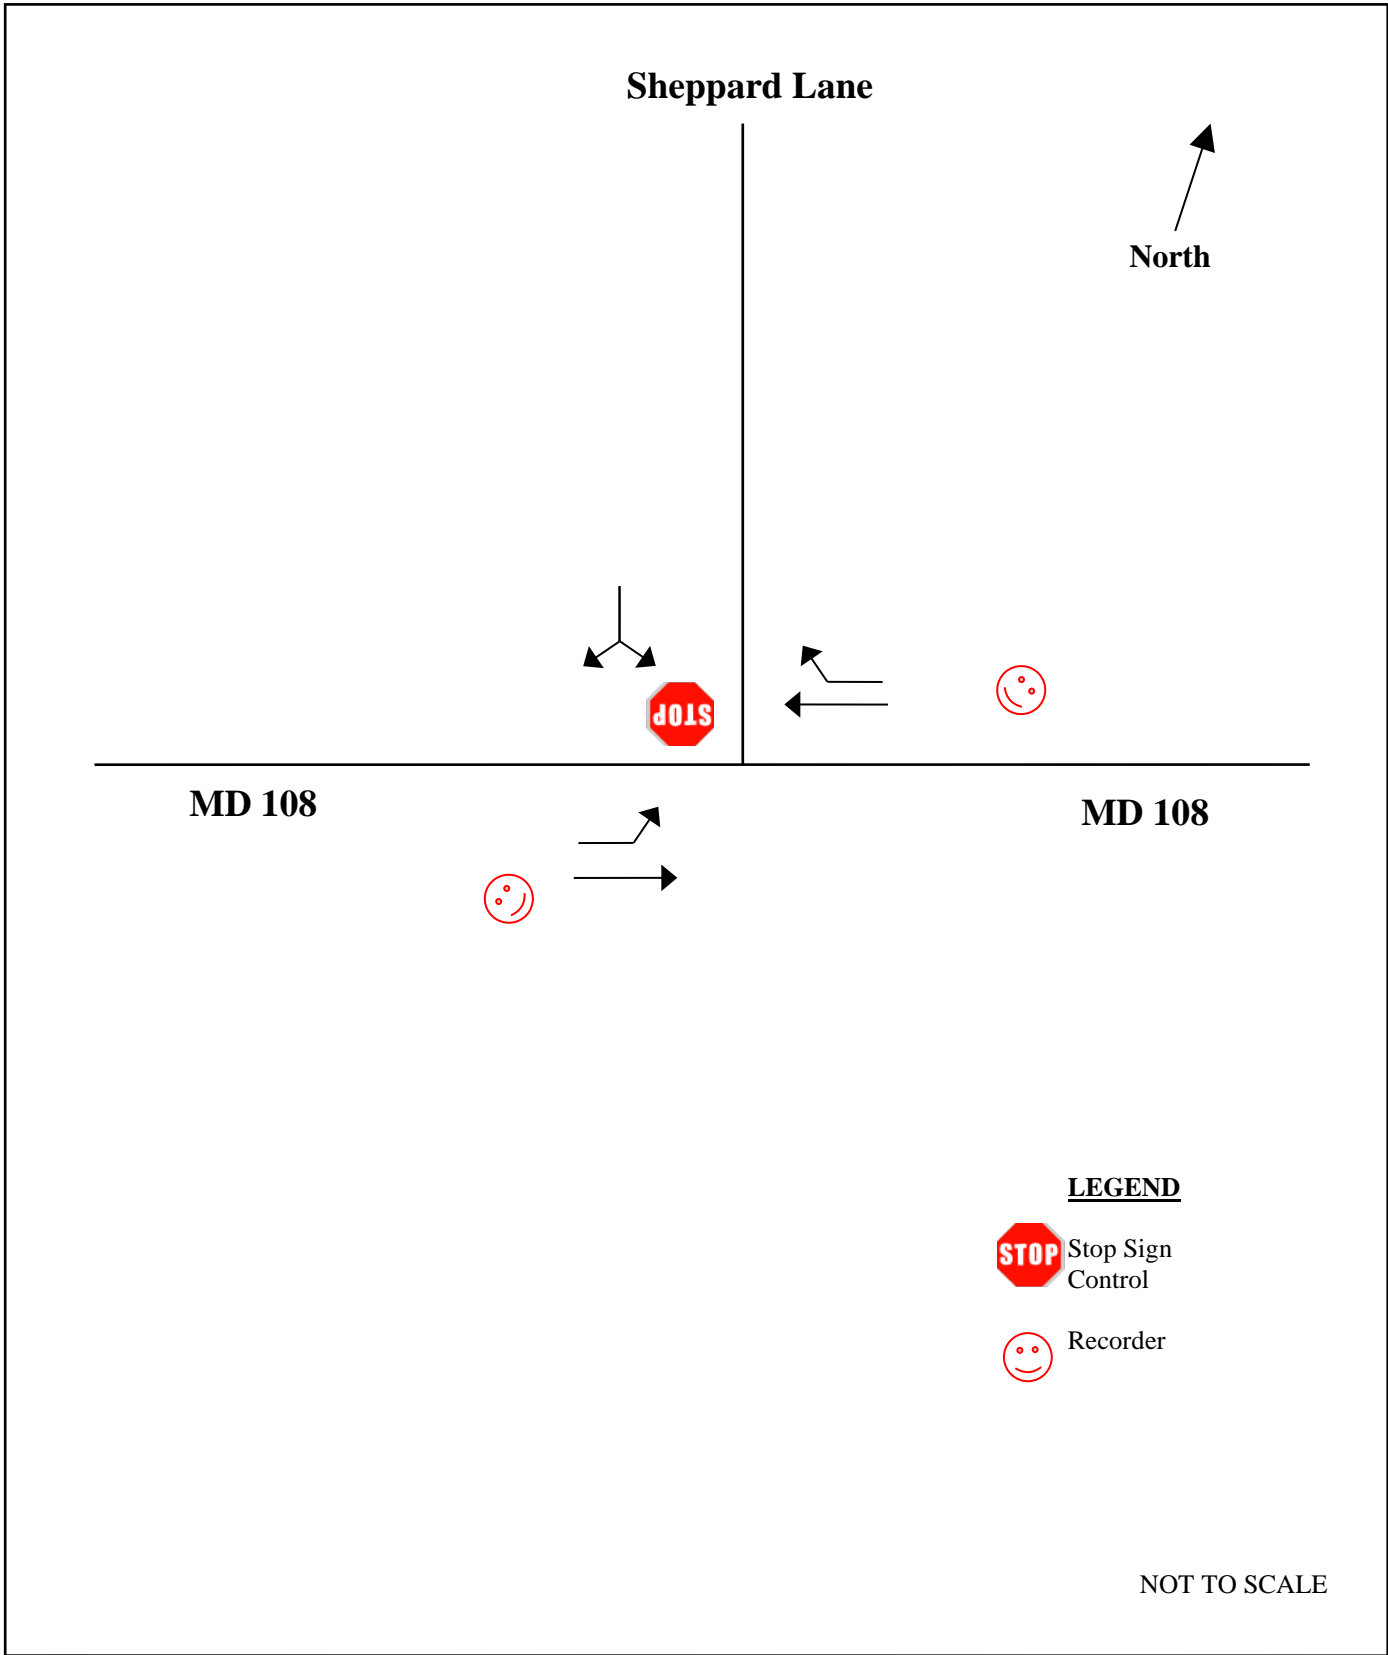 Sheppard Lane
North
STOP
MD 108
MD 108
LEGEND
STOP
Stop Sign
Control
Recorder
NOT TO SCALE